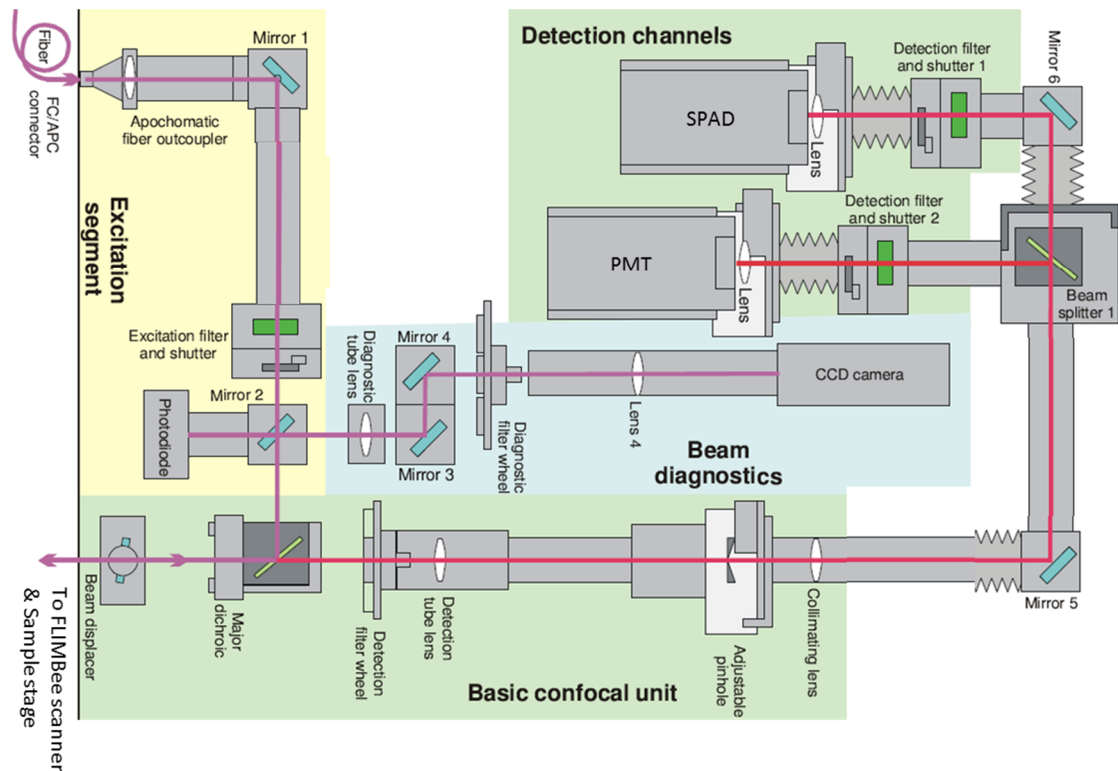 Fiber
FC/APC
connector
Mirror 1
Apochomatic
fiber outcoupler
Excitation
segment
Excitation filter
and shutter
Mirror 2
Photodiode
Detection channels
SPAD
Lens
Detection filter
and shutter 1
Mirror 6
PMT
Lens
Detection filter
and shutter 2
Beam
splitter 1
Diagnostic
tube lens
Mirror 4
Mirror 3
Diagnostic
filter wheel
Lens 4
CCD camera
Beam
diagnostics
To FLIMBee scanner
& Sample stage
Beam displacer
Major
dichroic
Detection
filter wheel
Detection
tube lens
Adjustable
pinhole
Collimating lens
Mirror 5
Basic confocal unit